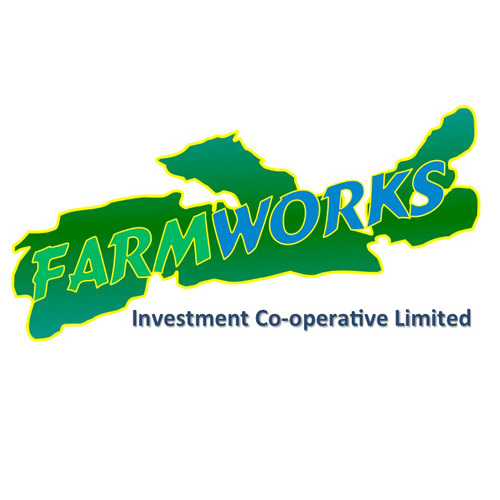 FARMWORKS
Investment Co-operative Limited